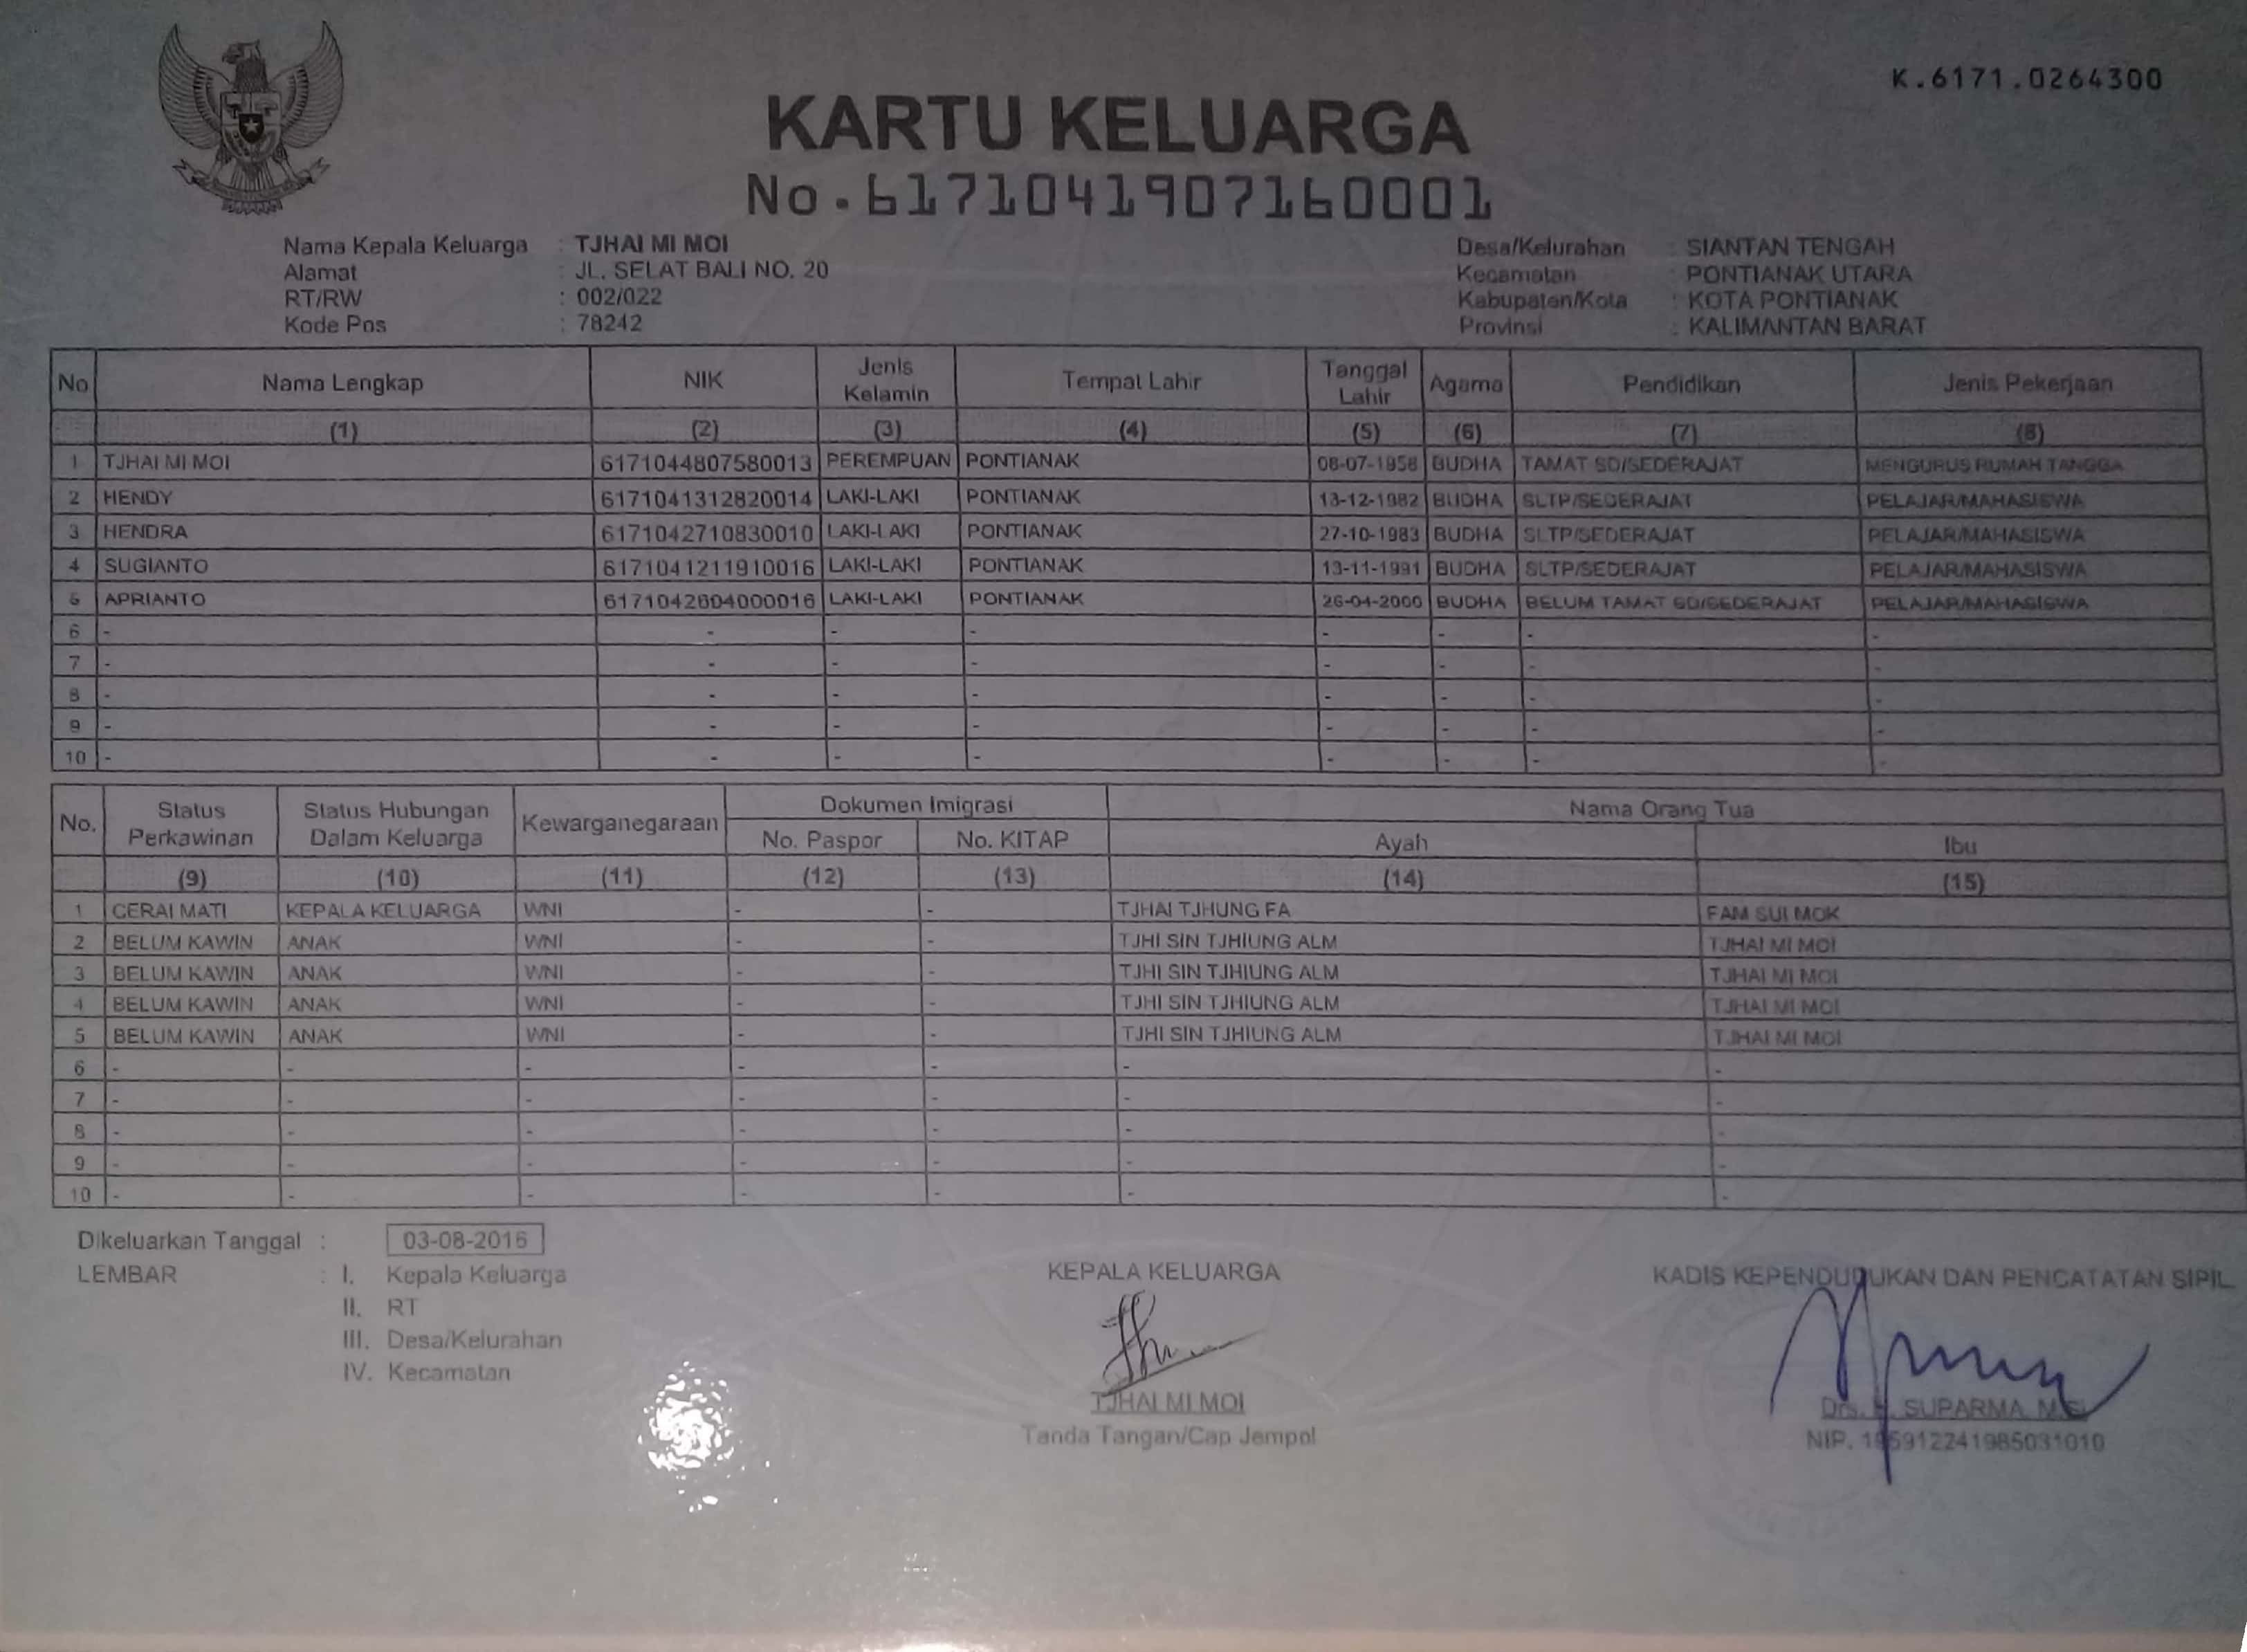 K.6171.0264300
KARTU KELUARGA
No.6171041907160001
Nama Kepala Keluarga : TJHAI MI MOI
Alamat : JL. SELAT BALI NO. 20
RT/RW : 002/022
Kode Pos : 78242
Desa/Kelurahan : SIANTAN TENGAH
Kecamatan : PONTIANAK UTARA
Kabupaten/Kota : KOTA PONTIANAK
Provinsi : KALIMANTAN BARAT
No Nama Lengkap NIK Jenis Kelamin Tempat Lahir Tanggal Lahir Agama Pendidikan Jenis Pekerjaan
(1) (2) (3) (4) (5) (6) (7) (8)
1 TJHAI MI MOI 6171044807580013 PEREMPUAN PONTIANAK 08-07-1958 BUDHA TAMAT SD/SEDERAJAT MENGURUS RUMAH TANGGA
2 HENDY 6171041312820014 LAKI-LAKI PONTIANAK 13-12-1982 BUDHA SLTP/SEDERAJAT PELAJAR/MAHASISWA
3 HENDRA 6171042710830010 LAKI-LAKI PONTIANAK 27-10-1983 BUDHA SLTP/SEDERAJAT PELAJAR/MAHASISWA
4 SUGIANTO 6171041211910016 LAKI-LAKI PONTIANAK 13-11-1991 BUDHA SLTP/SEDERAJAT PELAJAR/MAHASISWA
5 APRIANTO 6171042604000016 LAKI-LAKI PONTIANAK 26-04-2000 BUDHA BELUM TAMAT SD/SEDERAJAT PELAJAR/MAHASISWA
6 - - - - - - - -
7 - - - - - - - -
8 - - - - - - - -
9 - - - - - - - -
10 - - - - - - - -
No. Status Perkawinan Status Hubungan Dalam Keluarga Kewarganegaraan Dokumen Imigrasi Nama Orang Tua
No. Paspor No. KITAP Ayah Ibu
(9) (10) (11) (12) (13) (14) (15)
1 CERAI MATI KEPALA KELUARGA WNI - - TJHAI TJHUNG FA FAM SUI MOK
2 BELUM KAWIN ANAK WNI - - TJHI SIN TJHIUNG ALM TJHAI MI MOI
3 BELUM KAWIN ANAK WNI - - TJHI SIN TJHIUNG ALM TJHAI MI MOI
4 BELUM KAWIN ANAK WNI - - TJHI SIN TJHIUNG ALM TJHAI MI MOI
5 BELUM KAWIN ANAK WNI - - TJHI SIN TJHIUNG ALM TJHAI MI MOI
6 - - - - - - -
7 - - - - - - -
8 - - - - - - -
9 - - - - - - -
10 - - - - - - -
Dikeluarkan Tanggal : 03-08-2016
LEMBAR : I. Kepala Keluarga
II. RT
III. Desa/Kelurahan
IV. Kecamatan
KEPALA KELUARGA
TJHAI MI MOI
Tanda Tangan/Cap Jempol
KADIS KEPENDUDUKAN DAN PENCATATAN SIPIL
Drs. H. SUPARMA, M.Si
NIP. 195912241985031010